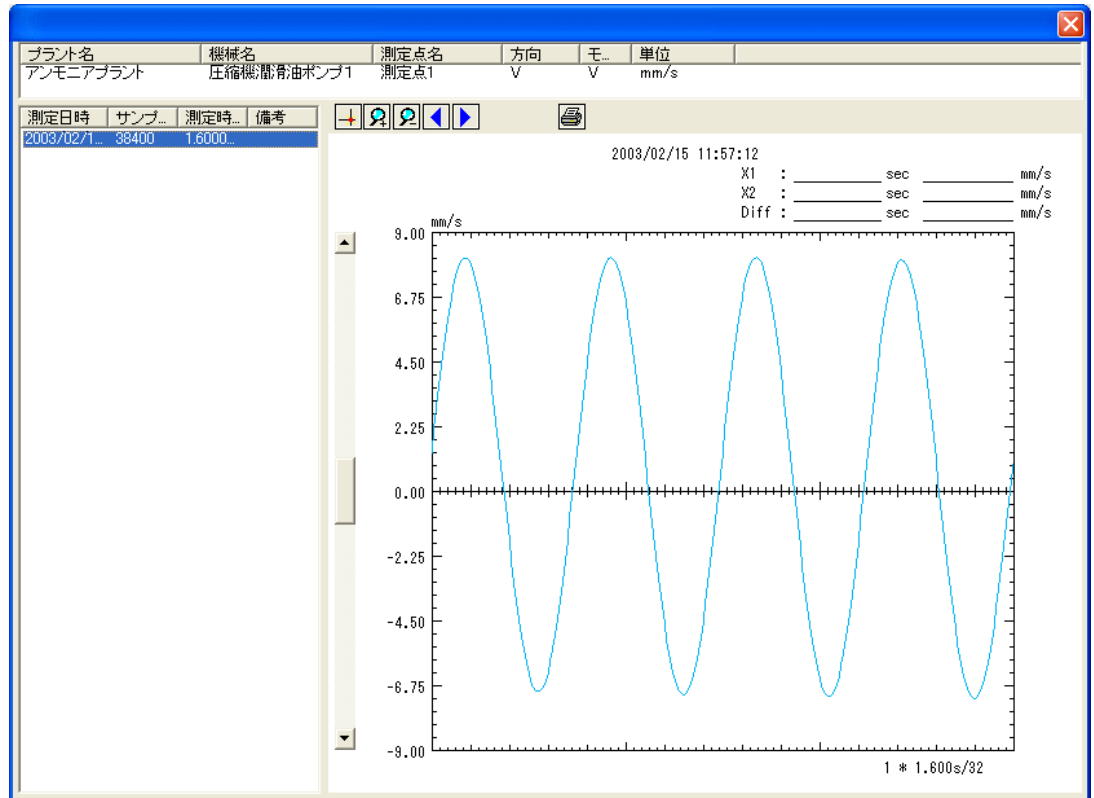 プラント名 機械名 測定点名 方向 モ... 単位
アンモニアプラント 圧縮機潤滑油ポンプ1 測定点1 V V mm/s
測定日時 サンプ... 測定時... 備考
2003/02/1... 38400 1.6000...
2003/02/15 11:57:12
X1 : sec mm/s
X2 : sec mm/s
Diff : sec mm/s
mm/s
9.00
6.75
4.50
2.25
0.00
-2.25
-4.50
-6.75
-9.00
1 * 1.600s/32